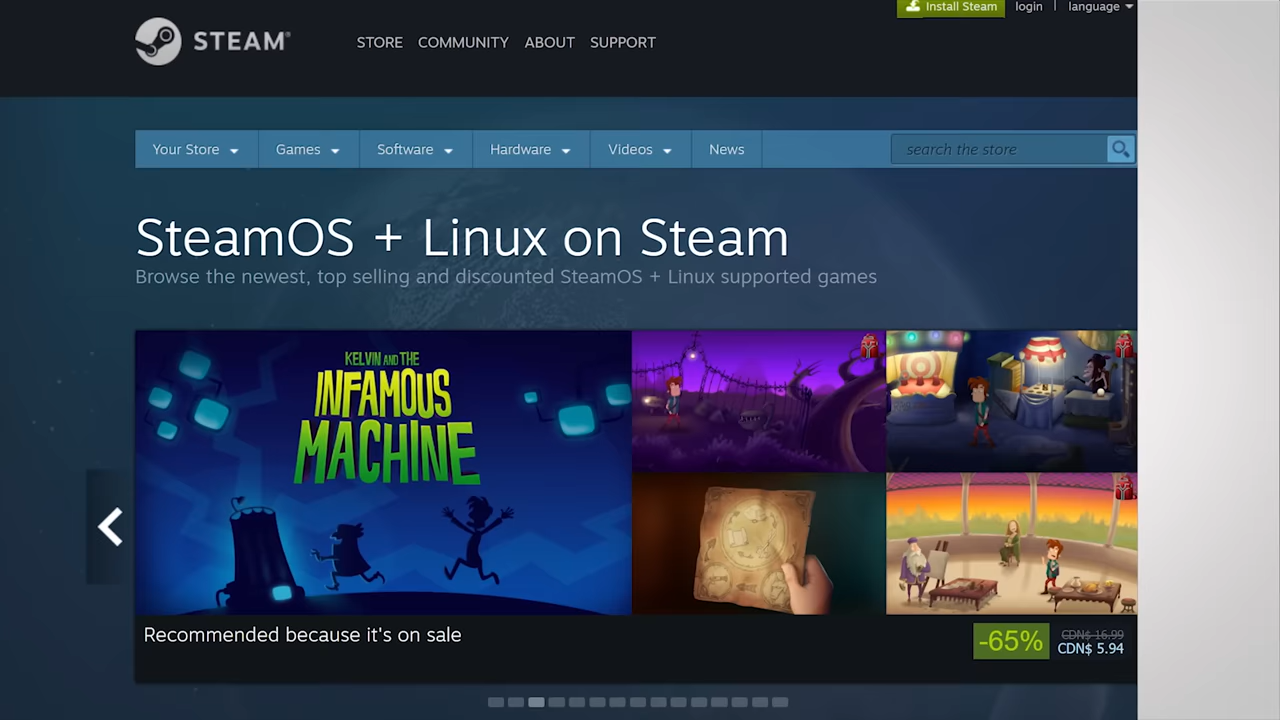 Install Steam login | language
STEAM®
STORE COMMUNITY ABOUT SUPPORT
Your Store Games Software Hardware Videos News search the store
SteamOS + Linux on Steam
Browse the newest, top selling and discounted SteamOS + Linux supported games
KELVIN AND THE
INFAMOUS
MACHINE
Recommended because it's on sale
-65%
CDN$ 16.99
CDN$ 5.94